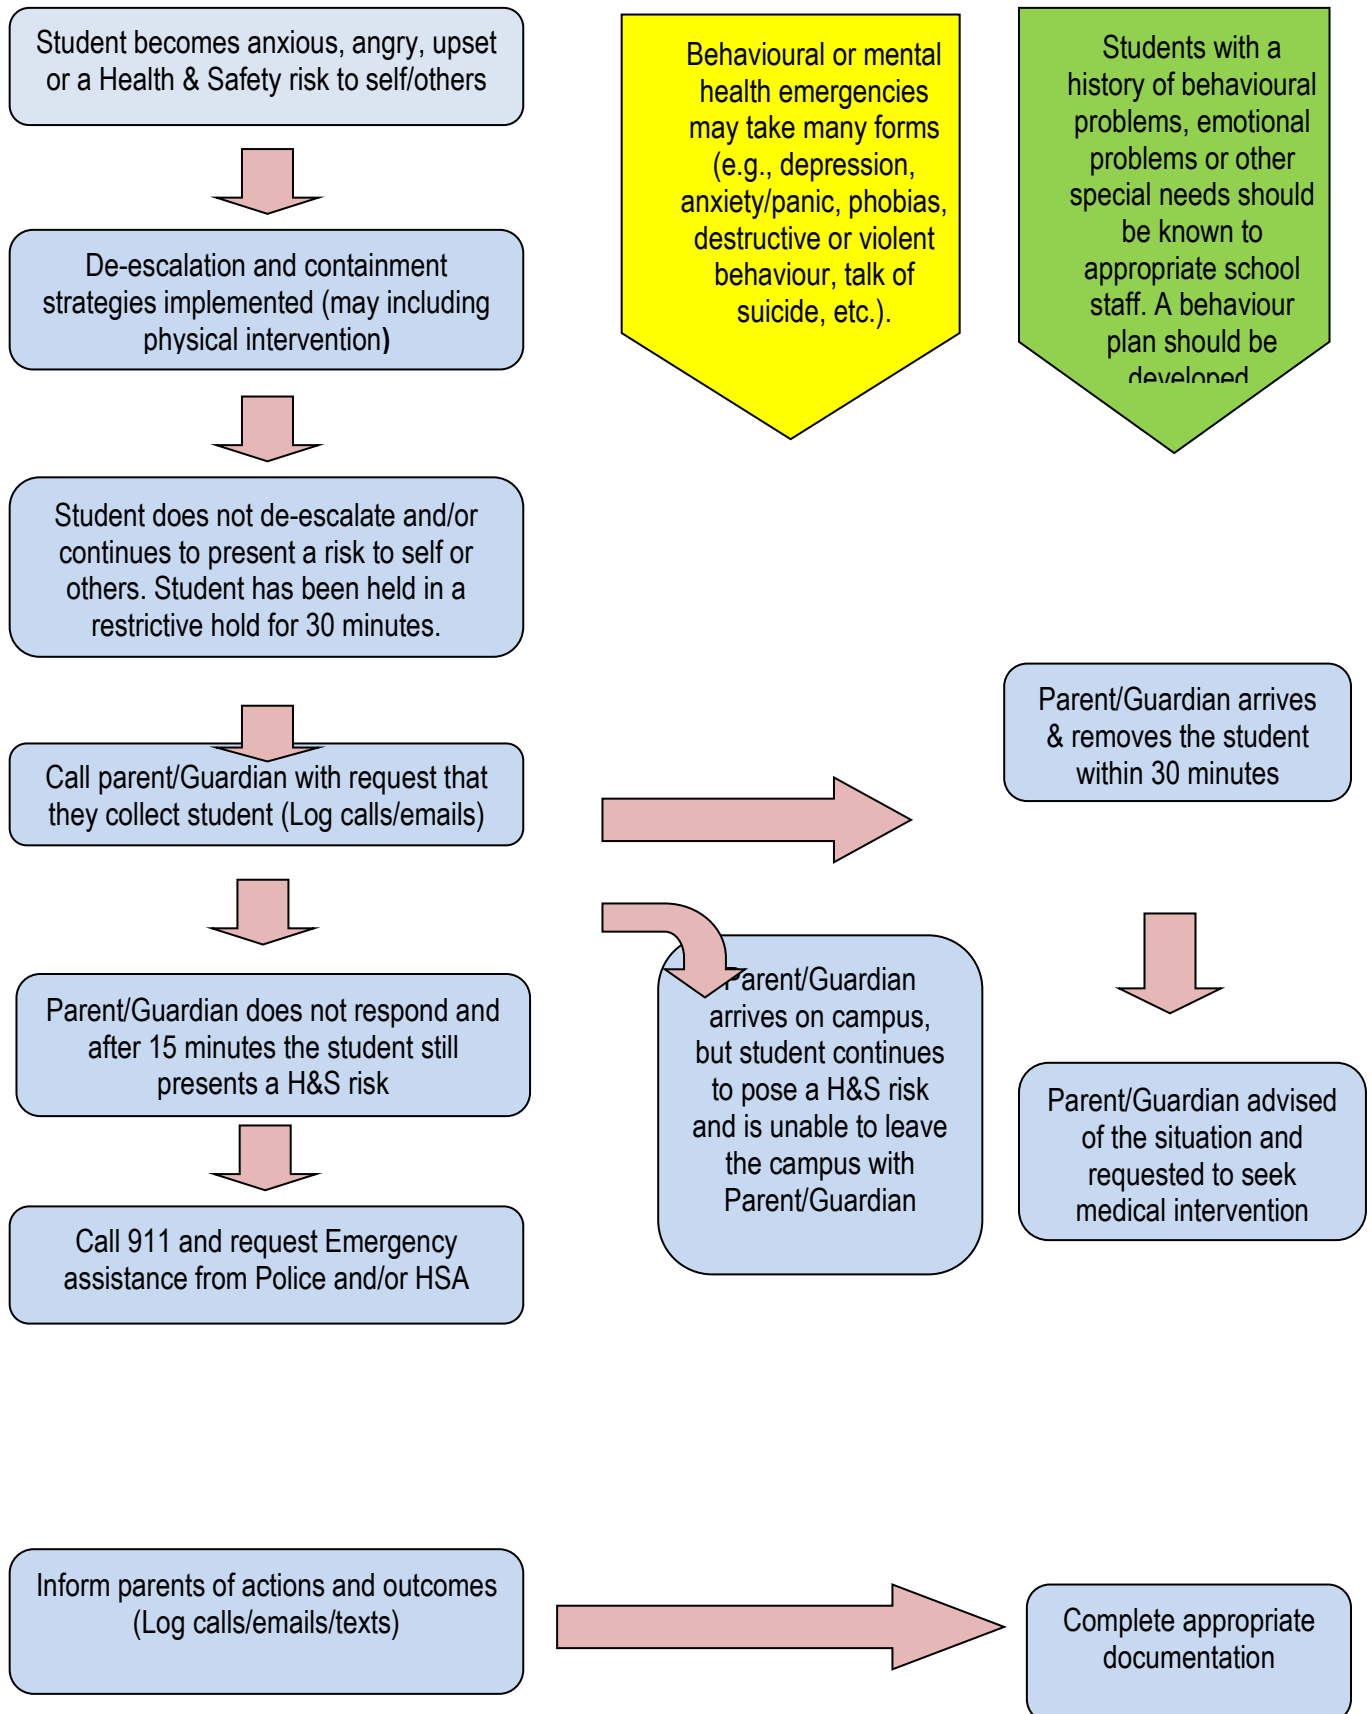 Student becomes anxious, angry, upset
or a Health & Safety risk to self/others
Behavioural or mental
health emergencies
may take many forms
(e.g., depression,
anxiety/panic, phobias,
destructive or violent
behaviour, talk of
suicide, etc.).
Students with a
history of behavioural
problems, emotional
problems or other
special needs should
be known to
appropriate school
staff. A behaviour
plan should be
developed
De-escalation and containment
strategies implemented (may including
physical intervention)
Student does not de-escalate and/or
continues to present a risk to self or
others. Student has been held in a
restrictive hold for 30 minutes.
Call parent/Guardian with request that
they collect student (Log calls/emails)
Parent/Guardian arrives
& removes the student
within 30 minutes
Parent/Guardian does not respond and
after 15 minutes the student still
presents a H&S risk
Parent/Guardian
arrives on campus,
but student continues
to pose a H&S risk
and is unable to leave
the campus with
Parent/Guardian
Parent/Guardian advised
of the situation and
requested to seek
medical intervention
Call 911 and request Emergency
assistance from Police and/or HSA
Inform parents of actions and outcomes
(Log calls/emails/texts)
Complete appropriate
documentation